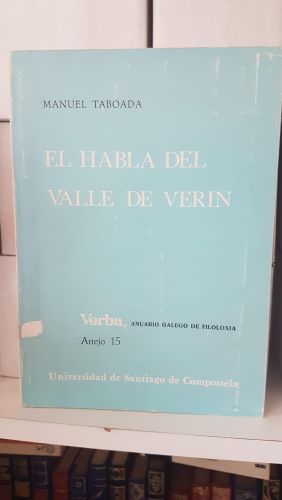 MANUEL TABOADA
EL HABLA DEL
VALLE DE VERIN
Verba, ANUARIO GALEGO DE FILOLOXIA
Anejo 15
Universidad de Santiago de Compostela